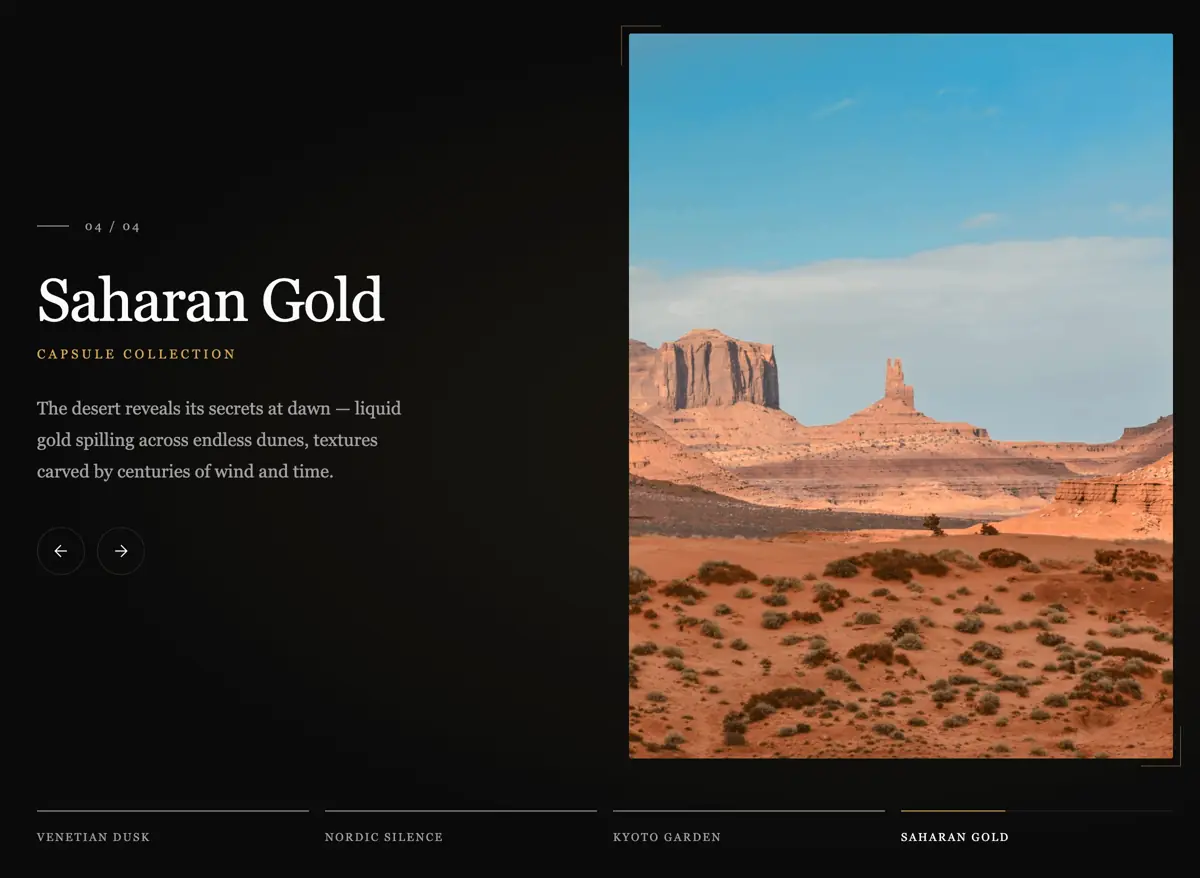 04 / 04
Saharan Gold
CAPSULE COLLECTION
The desert reveals its secrets at dawn — liquid
gold spilling across endless dunes, textures
carved by centuries of wind and time.
VENETIAN DUSK
NORDIC SILENCE
KYOTO GARDEN
SAHARAN GOLD